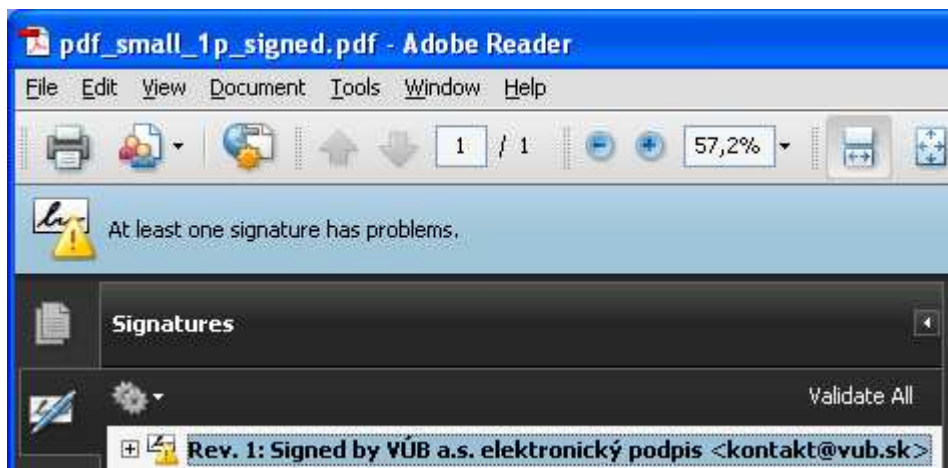 pdf_small_1p_signed.pdf - Adobe Reader
File Edit View Document Tools Window Help
1 / 1 57,2%
At least one signature has problems.
Signatures
Validate All
Rev. 1: Signed by VÚB a.s. elektronický podpis <kontakt@vub.sk>